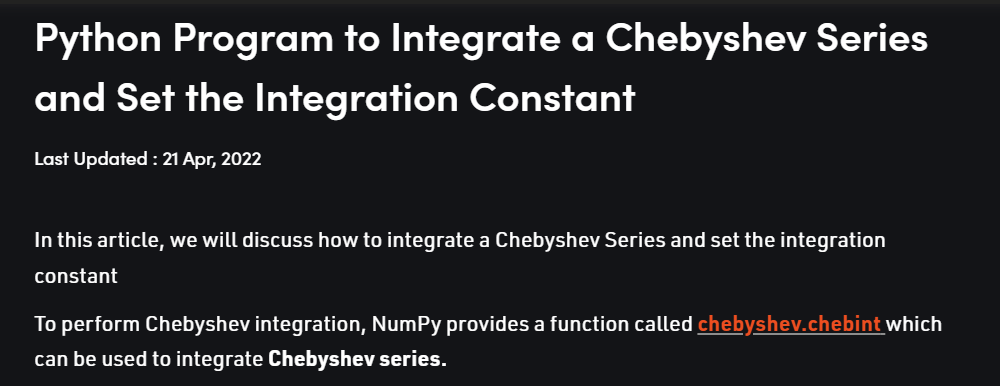 Python Program to Integrate a Chebyshev Series
and Set the Integration Constant
Last Updated : 21 Apr, 2022
In this article, we will discuss how to integrate a Chebyshev Series and set the integration
constant
To perform Chebyshev integration, NumPy provides a function called chebyshev.chebint which
can be used to integrate Chebyshev series.